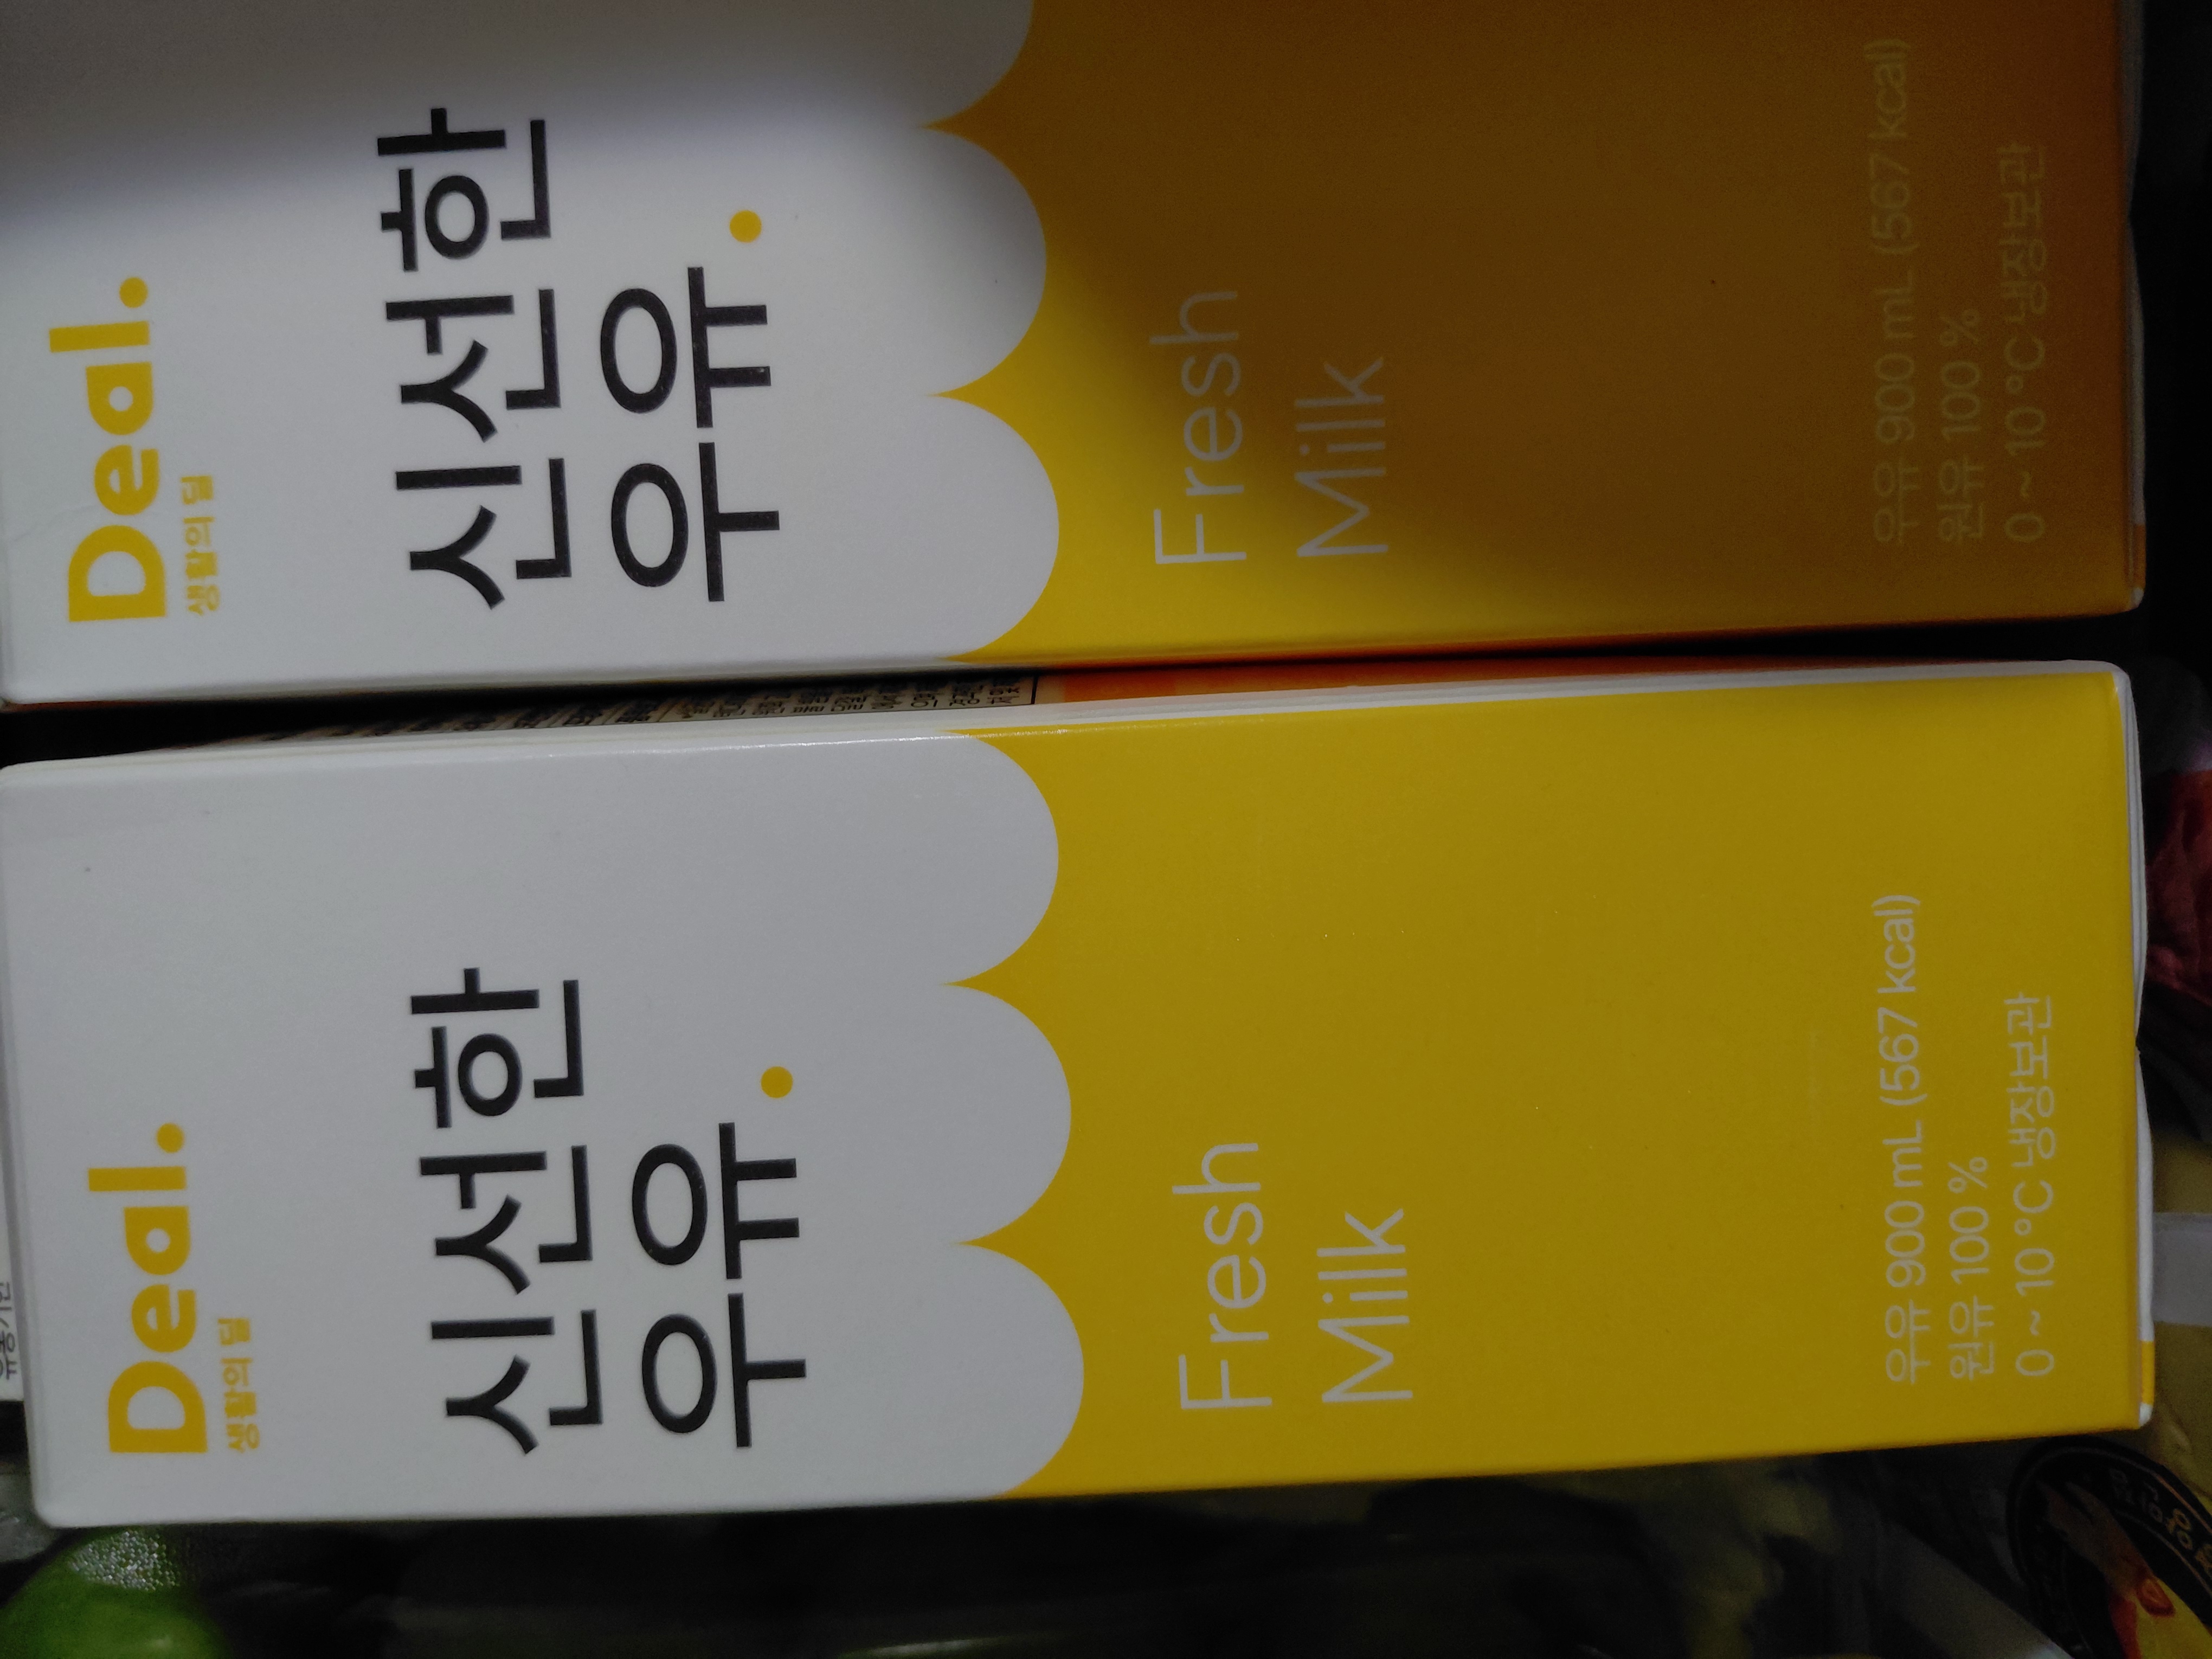 Deal.
생활의 딜
신선한
우유.
Fresh
Milk
우유 900 mL (567 kcal)
원유 100 %
0 ~ 10 °C 냉장보관
Deal.
생활의 딜
신선한
우유.
Fresh
Milk
우유 900 mL (567 kcal)
원유 100 %
0 ~ 10 °C 냉장보관